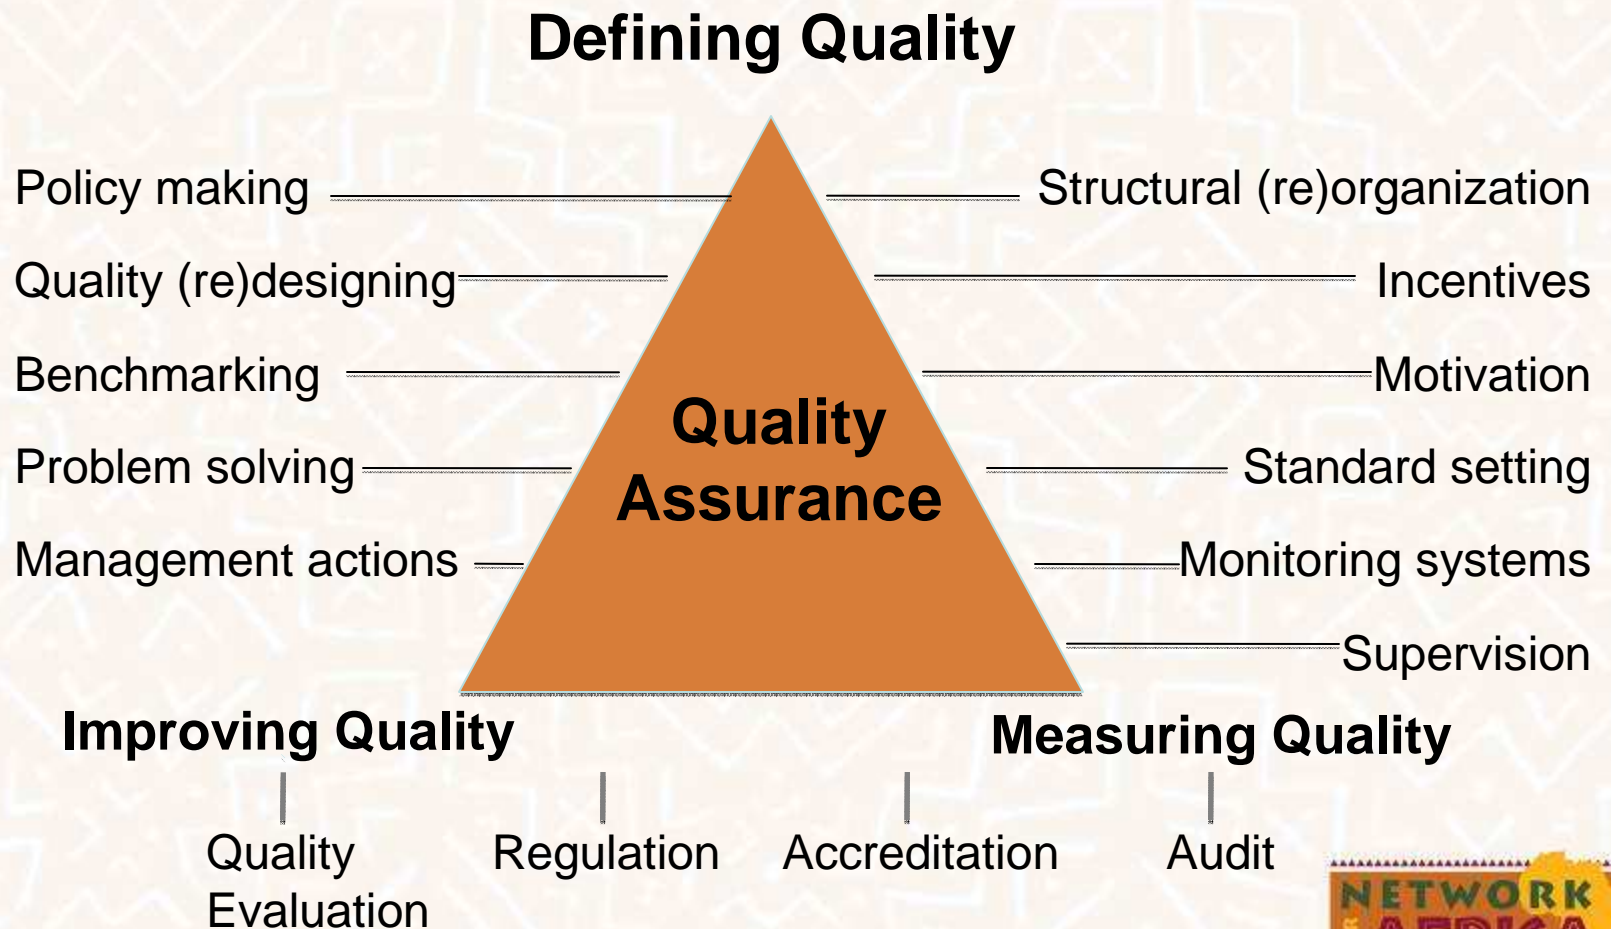 Defining Quality
Policy making
Structural (re)organization
Quality (re)designing
Incentives
Benchmarking
Motivation
Quality
Assurance
Problem solving
Standard setting
Management actions
Monitoring systems
Supervision
Improving Quality
Measuring Quality
Quality
Evaluation
Regulation
Accreditation
Audit
NETWORK
AFRICA